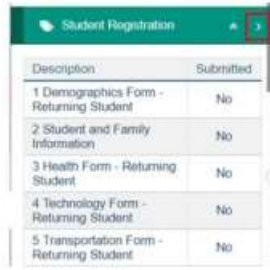 Student Registration
Description Submitted
1 Demographics Form -
Returning Student
No
2 Student and Family
Information
No
3 Health Form - Returning
Student
No
4 Technology Form -
Returning Student
No
5 Transportation Form -
Returning Student
No